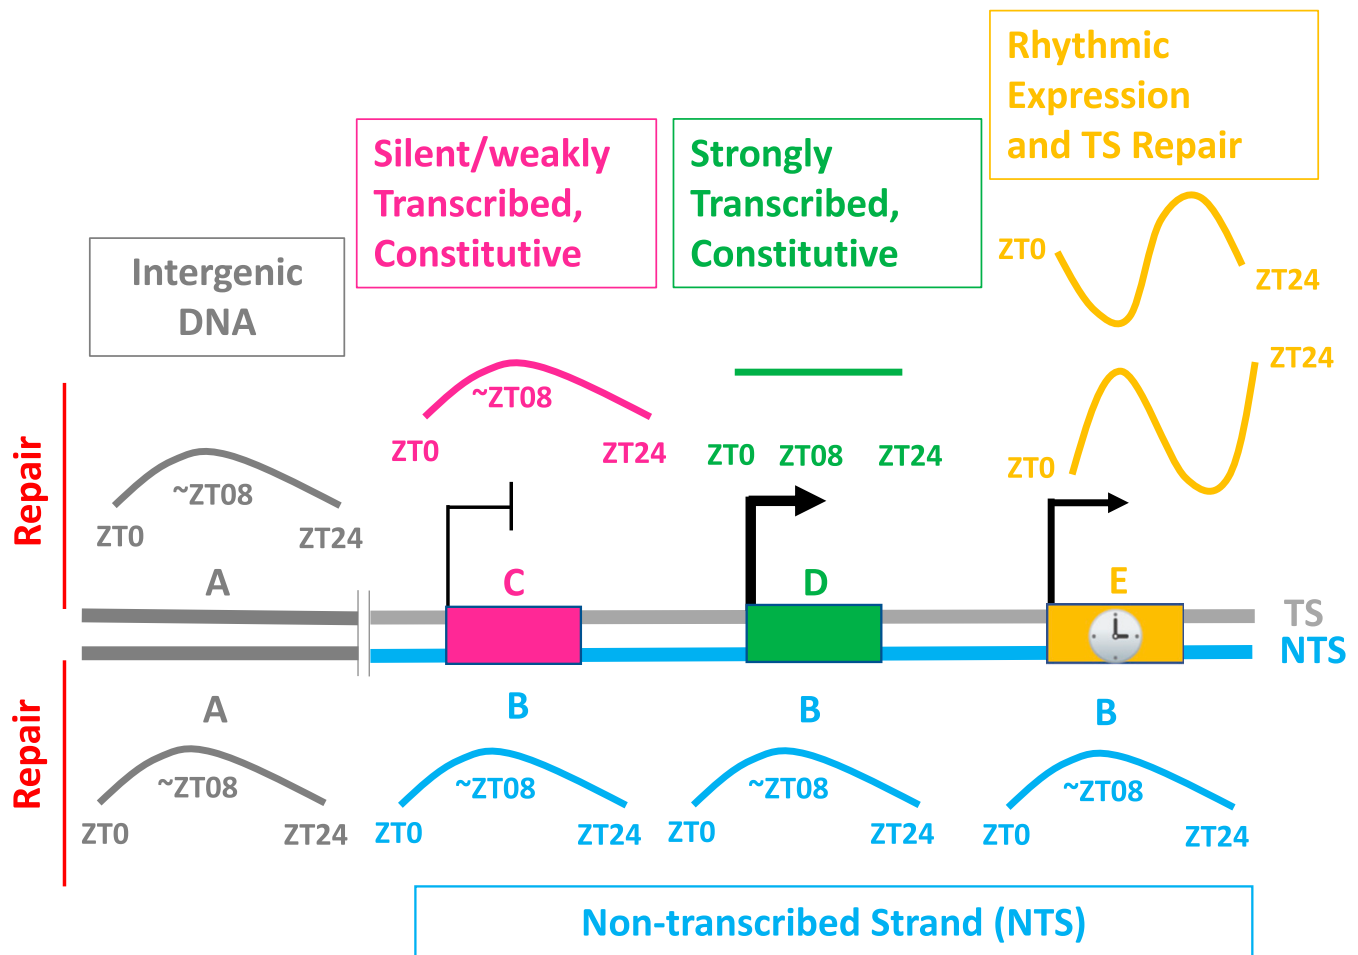 Rhythmic
Expression
and TS Repair
Silent/weakly
Transcribed,
Constitutive
Strongly
Transcribed,
Constitutive
Intergenic
DNA
ZT0
ZT24
ZT24
ZT0
~ZT08
ZT0
ZT24
ZT0 ZT08 ZT24
~ZT08
ZT0
ZT24
Repair
A
C
D
E
TS
NTS
Repair
A
B
B
B
~ZT08
ZT0
ZT24
~ZT08
ZT0
ZT24
~ZT08
ZT0
ZT24
~ZT08
ZT0
ZT24
Non-transcribed Strand (NTS)